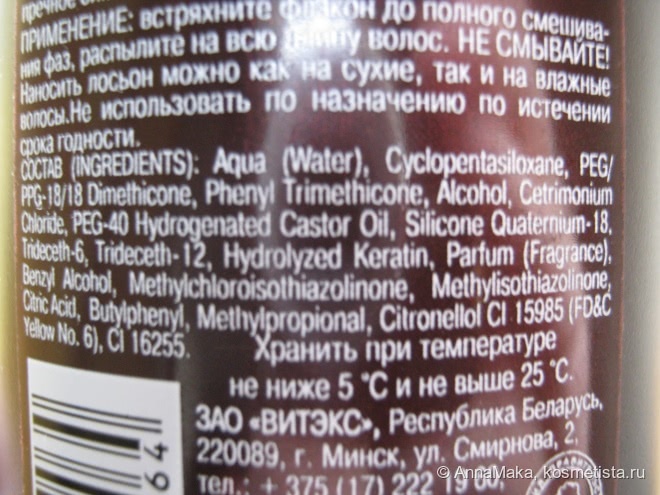 ПРИМЕНЕНИЕ: встряхните флакон до полного смешива-
ния фаз, распылите на всю длину волос. НЕ СМЫВАЙТЕ!
Наносить лосьон можно как на сухие, так и на влажные
волосы.Не использовать по назначению по истечении
срока годности.
СОСТАВ (INGREDIENTS): Aqua (Water), Cyclopentasiloxane, PEG/
PPG-18/18 Dimethicone, Phenyl Trimethicone, Alcohol, Cetrimonium
Chloride, PEG-40 Hydrogenated Castor Oil, Silicone Quaternium-18,
Trideceth-6, Trideceth-12, Hydrolyzed Keratin, Parfum (Fragrance),
Benzyl Alcohol, Methylchloroisothiazolinone, Methylisothiazolinone,
Citric Acid, Butylphenyl, Methylpropional, Citronellol CI 15985 (FD&C
Yellow No. 6), CI 16255.
Хранить при температуре
не ниже 5 °С и не выше 25 °С.
ЗАО «ВИТЭКС», Республика Беларусь,
220089, г. Минск, ул. Смирнова, 2,
тел.: + 375 (17) 222
64
© AnnaMaka, kosmetista.ru